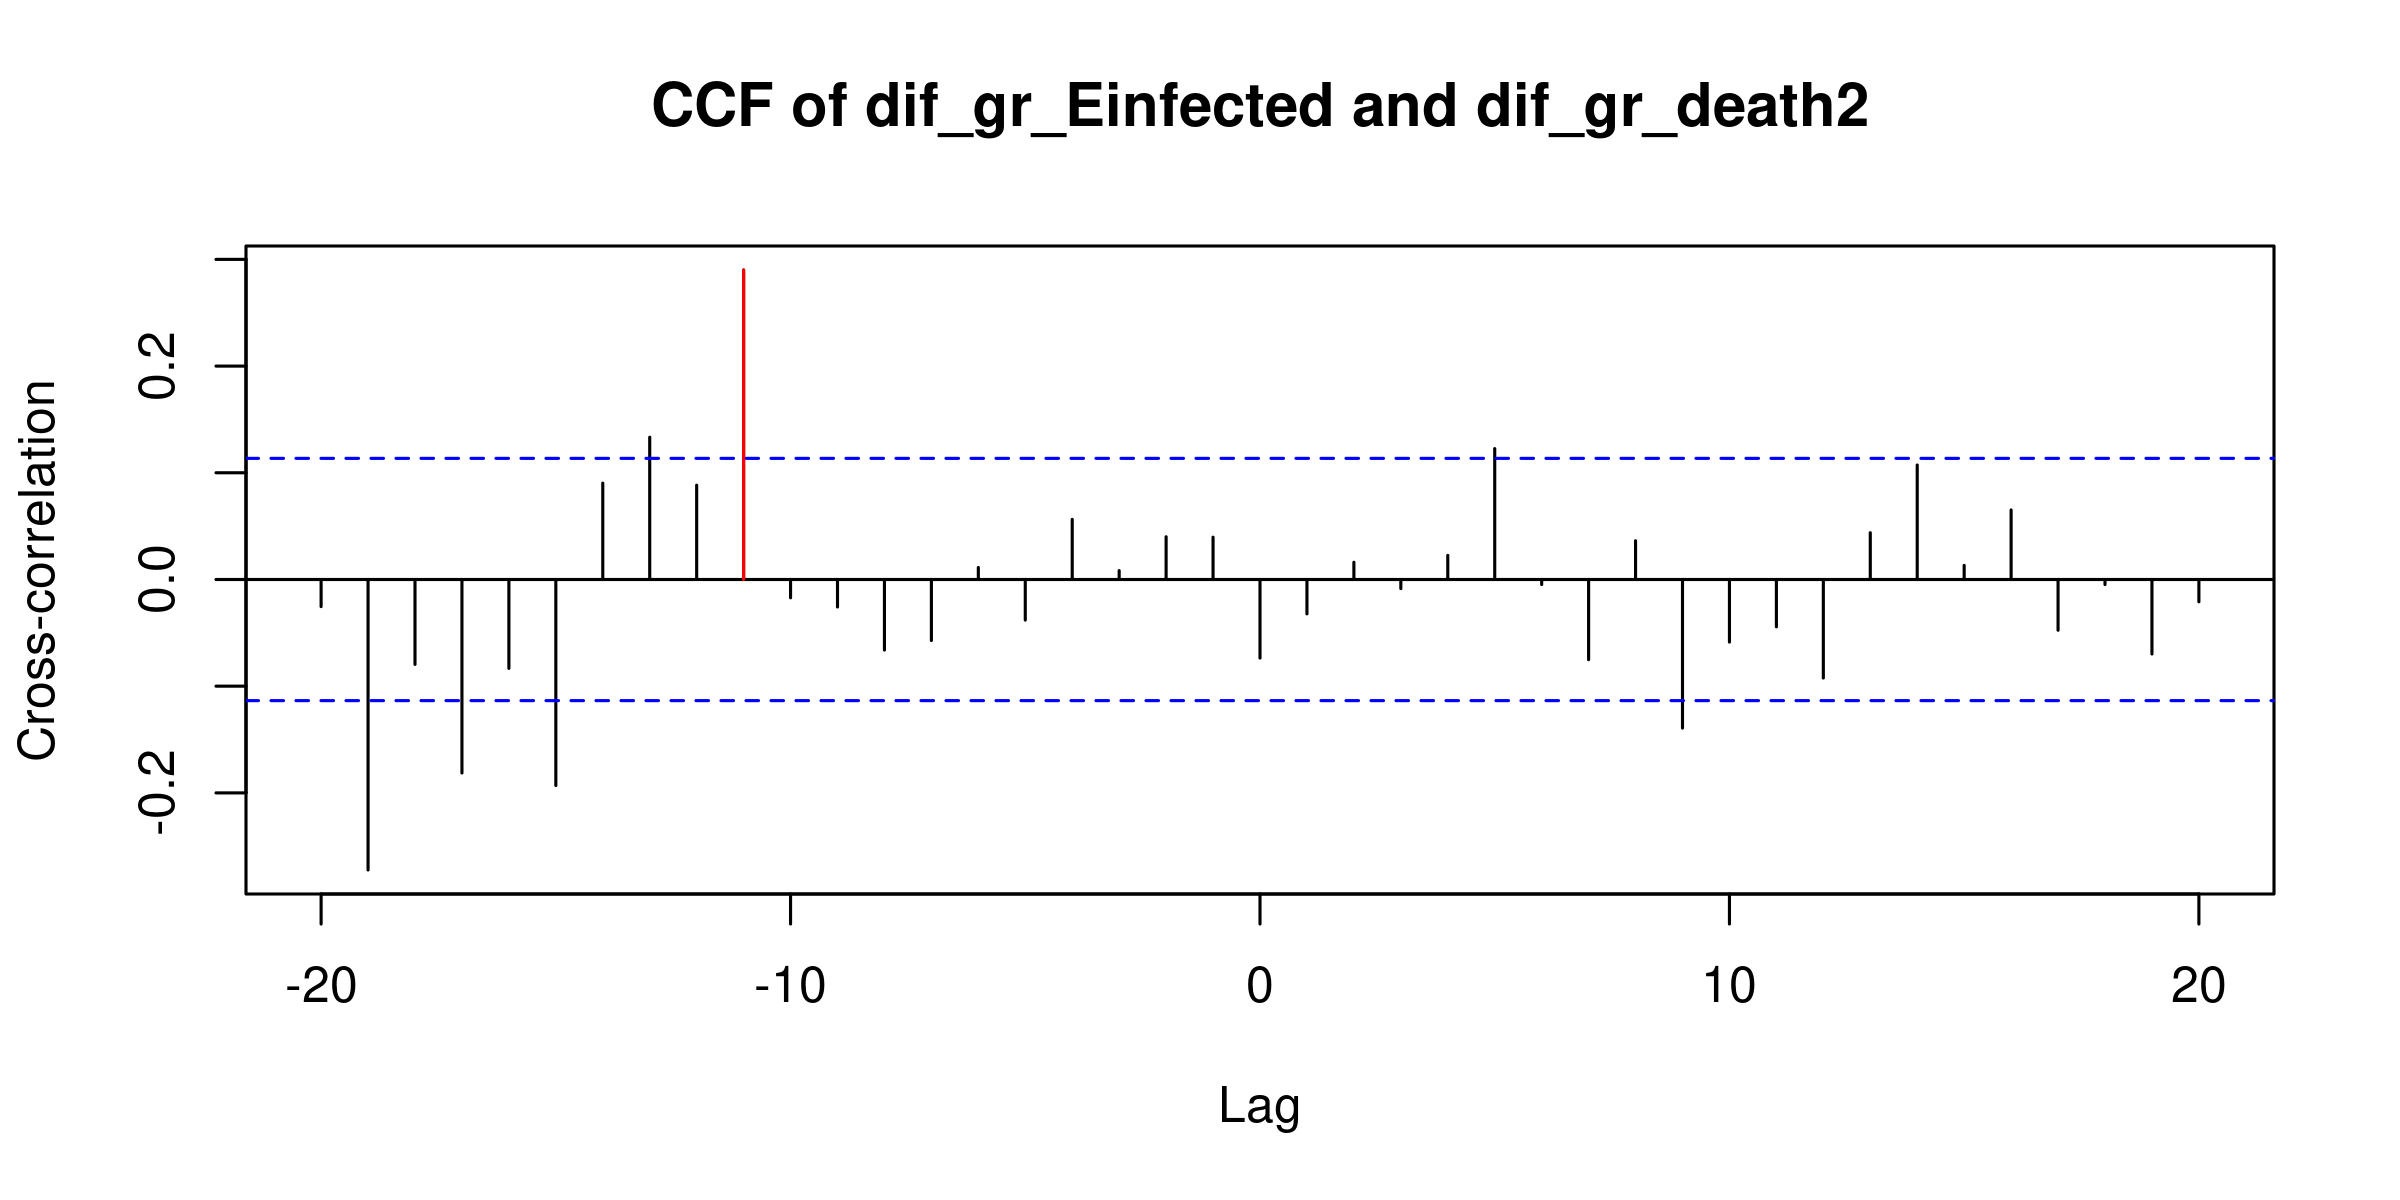 CCF of dif_gr_Einfected and dif_gr_death2
Cross-correlation
0.2
0.0
-0.2
-20 -10 0 10 20
Lag